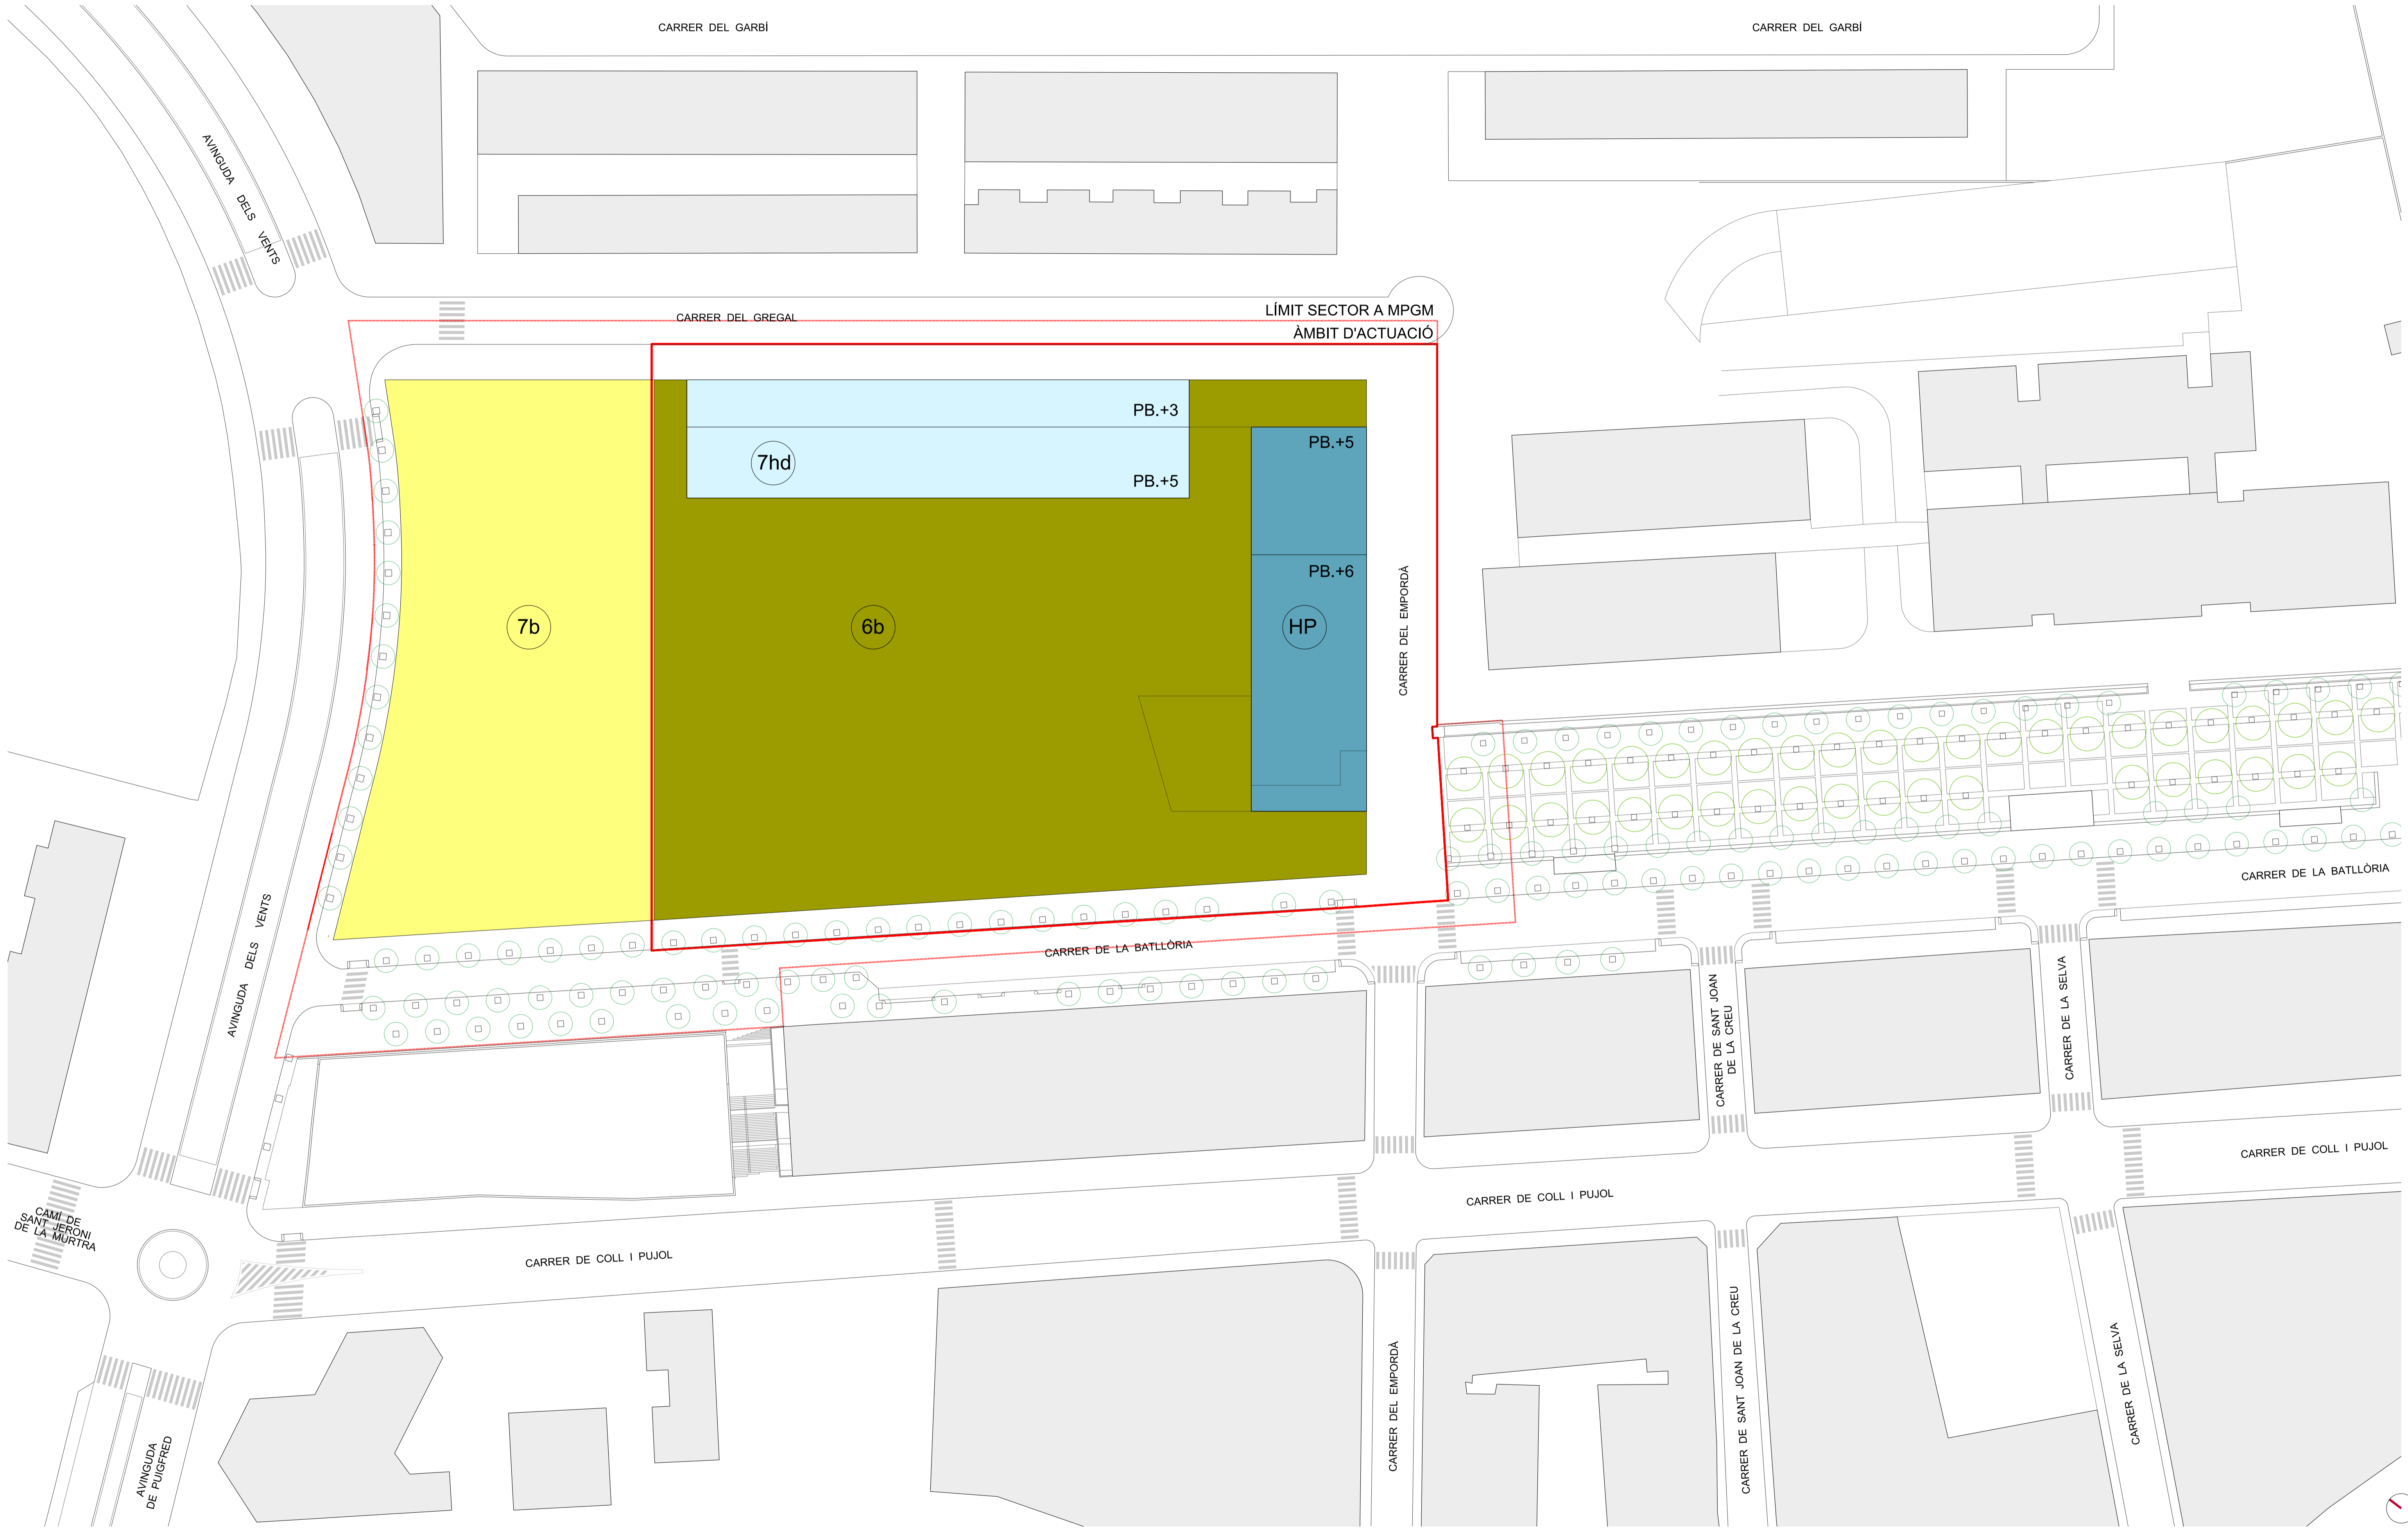 CARRER DEL GARBÍ
CARRER DEL GARBÍ
AVINGUDA DELS VENTS
LÍMIT SECTOR A MPGM
CARRER DEL GREGAL
ÀMBIT D'ACTUACIÓ
PB.+3
PB.+5
7hd
PB.+5
PB.+6
7b
6b
HP
CARRER DEL EMPORDÀ
CARRER DE LA BATLLÒRIA
CARRER DE LA BATLLÒRIA
AVINGUDA DELS VENTS
CARRER DE SANT JOAN
DE LA CREU
CARRER DE LA SELVA
CARRER DE COLL I PUJOL
CARRER DE COLL I PUJOL
CAMÍ DE
SANT JERONI
DE LA MURTRA
CARRER DE COLL I PUJOL
CARRER DEL EMPORDÀ
CARRER DE SANT JOAN DE LA CREU
CARRER DE LA SELVA
AVINGUDA
DE PUIGFRED